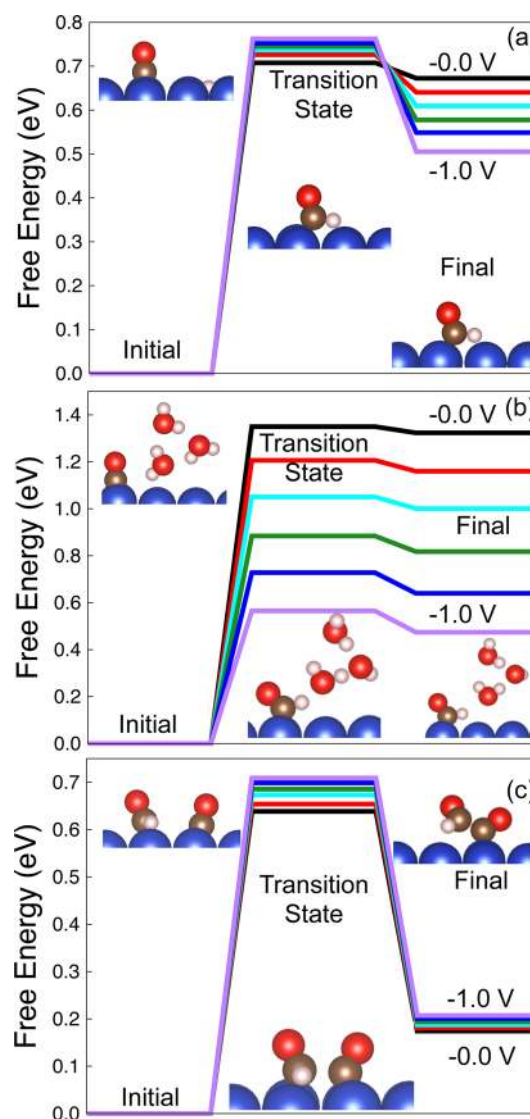 (a)
0.8
0.7
0.6
0.5
0.4
0.3
0.2
0.1
0.0
Free Energy (eV)
-0.0 V
Transition
State
-1.0 V
Final
Initial
(b)
1.4
1.2
1.0
0.8
0.6
0.4
0.2
0.0
Free Energy (eV)
-0.0 V
Transition
State
Final
-1.0 V
Initial
(c)
0.7
0.6
0.5
0.4
0.3
0.2
0.1
0.0
Free Energy (eV)
Final
Transition
State
-1.0 V
-0.0 V
Initial